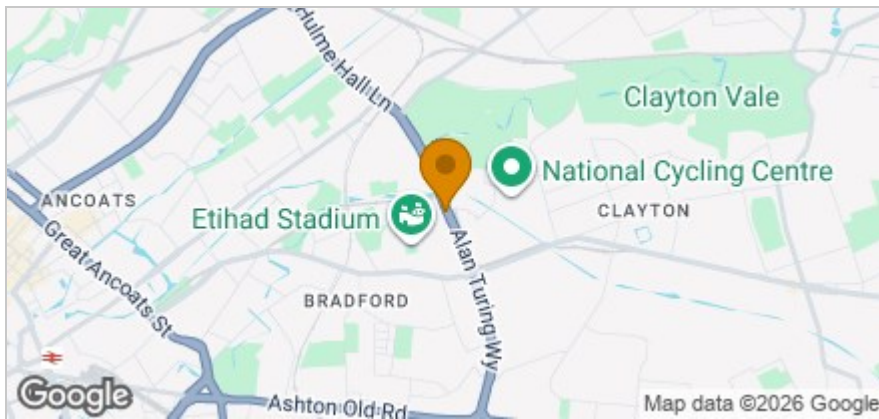 Hulme Hall Ln
Clayton Vale
National Cycling Centre
ANCOATS
CLAYTON
Etihad Stadium
Great Ancoats St
Alan Turing Wy
BRADFORD
Google
Ashton Old Rd
Map data ©2026 Google